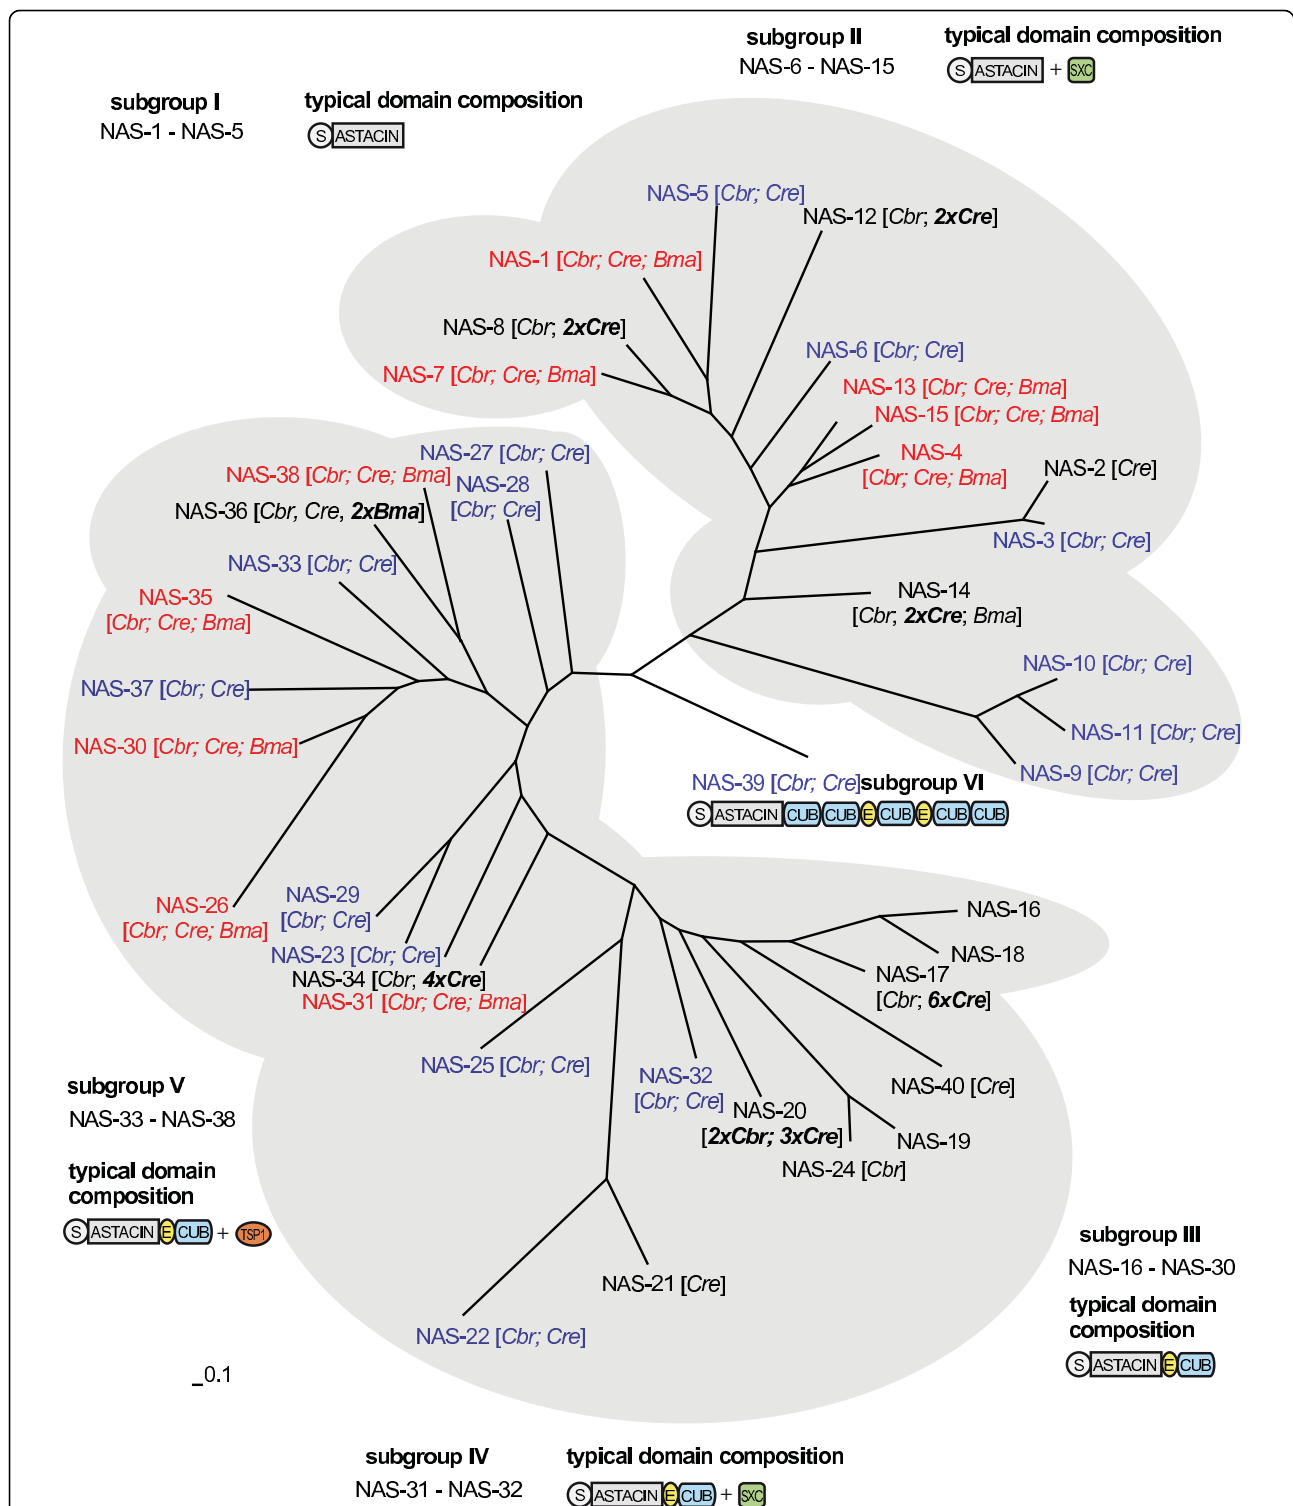 subgroup II
typical domain composition
NAS-6 - NAS-15
S ASTACIN + SXC
subgroup I
typical domain composition
NAS-1 - NAS-5
S ASTACIN
NAS-5 [Cbr; Cre]
NAS-12 [Cbr; 2xCre]
NAS-1 [Cbr; Cre; Bma]
NAS-8 [Cbr; 2xCre]
NAS-6 [Cbr; Cre]
NAS-7 [Cbr; Cre; Bma]
NAS-13 [Cbr; Cre; Bma]
NAS-15 [Cbr; Cre; Bma]
NAS-4
[Cbr; Cre; Bma]
NAS-2 [Cre]
NAS-3 [Cbr; Cre]
NAS-27 [Cbr; Cre]
NAS-38 [Cbr; Cre; Bma]
NAS-28
[Cbr; Cre]
NAS-36 [Cbr, Cre, 2xBma]
NAS-33 [Cbr; Cre]
NAS-35
[Cbr; Cre; Bma]
NAS-14
[Cbr; 2xCre; Bma]
NAS-10 [Cbr; Cre]
NAS-37 [Cbr; Cre]
NAS-11 [Cbr; Cre]
NAS-30 [Cbr; Cre; Bma]
NAS-9 [Cbr; Cre]
NAS-39 [Cbr; Cre] subgroup VI
S ASTACIN CUB CUB E CUB E CUB CUB
NAS-26
[Cbr; Cre; Bma]
NAS-29
[Cbr; Cre]
NAS-23 [Cbr; Cre]
NAS-34 [Cbr; 4xCre]
NAS-31 [Cbr; Cre; Bma]
NAS-16
NAS-18
NAS-17
[Cbr; 6xCre]
NAS-25 [Cbr; Cre]
NAS-32
[Cbr; Cre]
NAS-40 [Cre]
NAS-20
[2xCbr; 3xCre]
NAS-19
NAS-24 [Cbr]
subgroup V
NAS-33 - NAS-38
typical domain
composition
S ASTACIN E CUB + TSP1
NAS-21 [Cre]
NAS-22 [Cbr; Cre]
subgroup III
NAS-16 - NAS-30
typical domain
composition
S ASTACIN E CUB
_0.1
subgroup IV
typical domain composition
NAS-31 - NAS-32
S ASTACIN E CUB + SXC